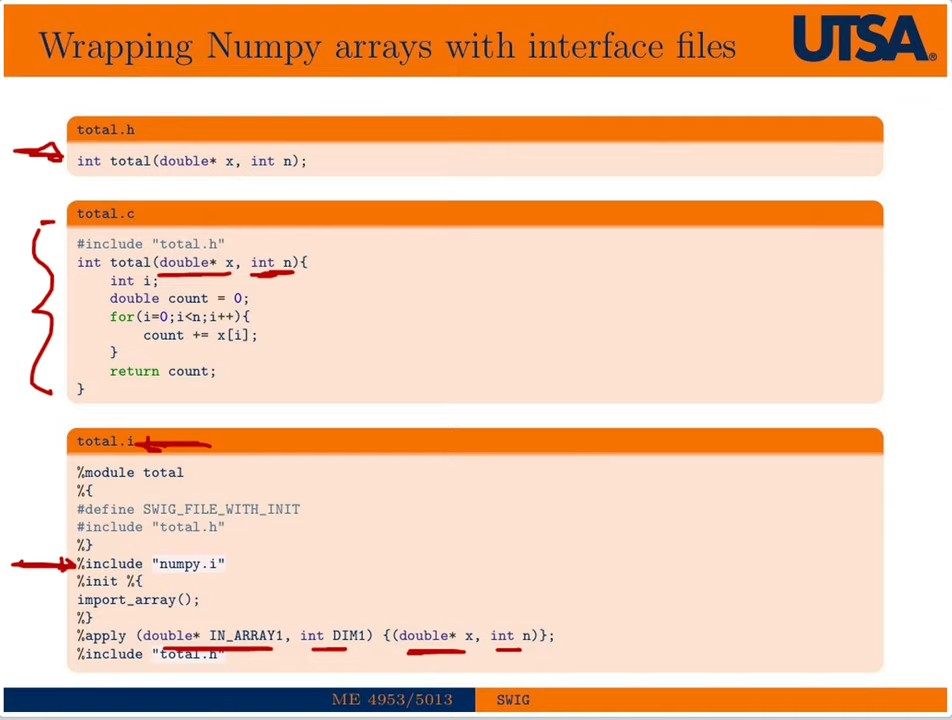 Wrapping Numpy arrays with interface files
UTSA®
total.h
int total(double* x, int n);
total.c
#include "total.h"
int total(double* x, int n){
    int i;
    double count = 0;
    for(i=0;i<n;i++){
        count += x[i];
    }
    return count;
}
total.i
%module total
%{
#define SWIG_FILE_WITH_INIT
#include "total.h"
%}
%include "numpy.i"
%init %{
import_array();
%}
%apply (double* IN_ARRAY1, int DIM1) {(double* x, int n)};
%include "total.h"
ME 4953/5013 SWIG